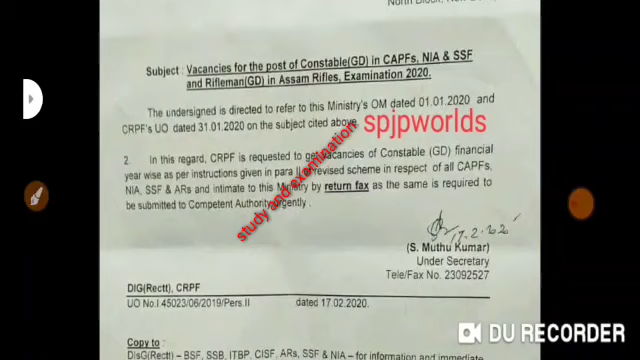 North Block, New
Subject : Vacancies for the post of Constable(GD) in CAPFs, NIA & SSF
and Rifleman(GD) in Assam Rifles, Examination 2020.
The undersigned is directed to refer to this Ministry's OM dated 01.01.2020 and
CRPF's UO dated 31.01.2020 on the subject cited above.
spjpworlds
study and examination
2. In this regard, CRPF is requested to get vacancies of Constable (GD) financial
year wise as per instructions given in para II of revised scheme in respect of all CAPFs,
NIA, SSF & ARs and intimate to this Ministry by return fax as the same is required to
be submitted to Competent Authority urgently .
17.2.2020
(S. Muthu Kumar)
Under Secretary
Tele/Fax No. 23092527
DIG(Rectt), CRPF
UO No.I.45023/06/2019/Pers.II dated 17.02.2020.
Copy to :
DisG(Rectt) – BSF, SSB, ITBP, CISF, ARs, SSF & NIA – for information and immediate
DU RECORDER